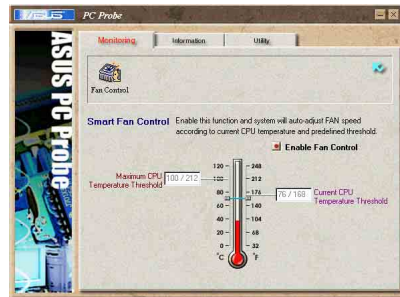 ASUS PC Probe
Monitoring Information Utility
Fan Control
Smart Fan Control Enable this function and system will auto-adjust FAN speed
according to current CPU temperature and predefined threshold.
Enable Fan Control
Maximum CPU
Temperature Threshold
100 / 212
120 - - 248
100 - - 212
80 - - 176
60 - - 140
40 - - 104
20 - - 68
0 - - 32
°C °F
76 / 168
Current CPU
Temperature Threshold
ASUS PC Probe